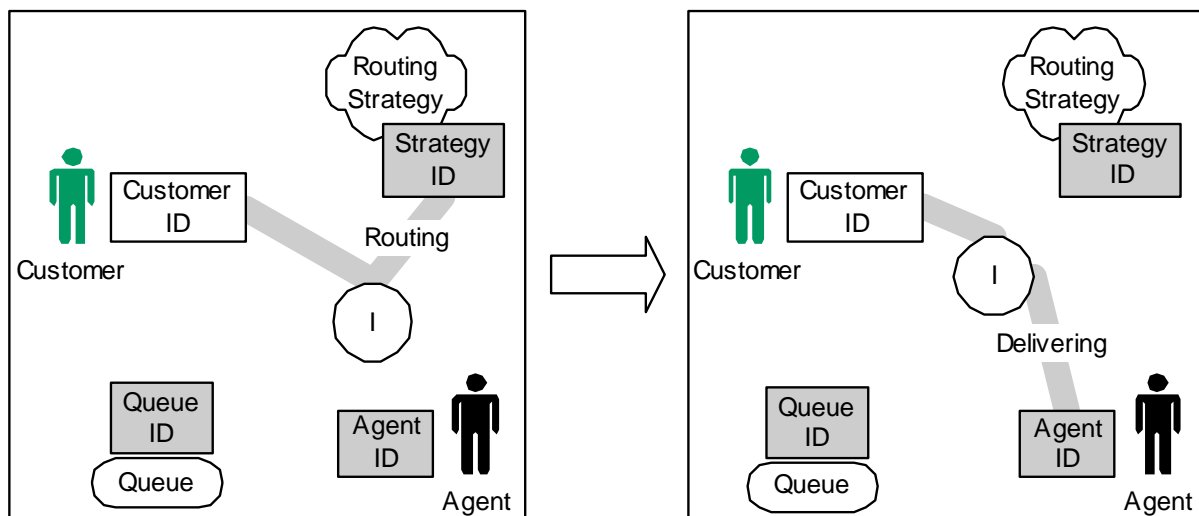 Routing
Strategy
Strategy
ID
Customer
ID
Routing
Customer
I
Queue
ID
Queue
Agent
ID
Agent
Routing
Strategy
Strategy
ID
Customer
ID
Customer
I
Delivering
Queue
ID
Queue
Agent
ID
Agent